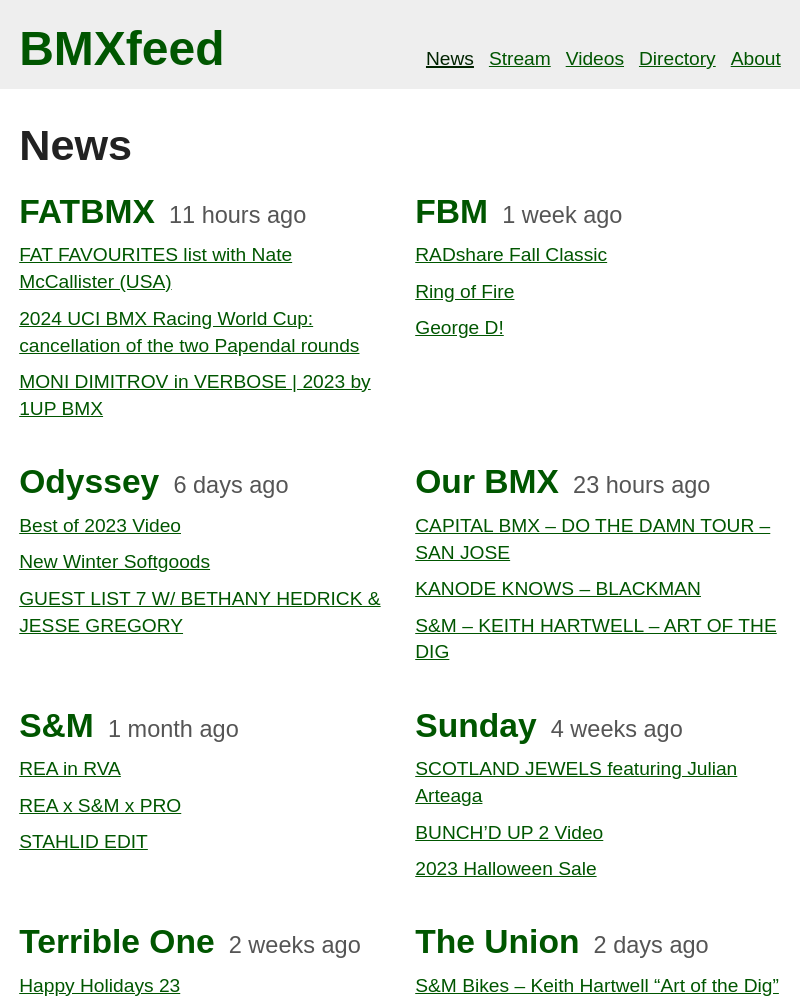 BMXfeed
News Stream Videos Directory About
News
FATBMX 11 hours ago
FAT FAVOURITES list with Nate
McCallister (USA)
2024 UCI BMX Racing World Cup:
cancellation of the two Papendal rounds
MONI DIMITROV in VERBOSE | 2023 by
1UP BMX
FBM 1 week ago
RADshare Fall Classic
Ring of Fire
George D!
Odyssey 6 days ago
Best of 2023 Video
New Winter Softgoods
GUEST LIST 7 W/ BETHANY HEDRICK &
JESSE GREGORY
Our BMX 23 hours ago
CAPITAL BMX – DO THE DAMN TOUR –
SAN JOSE
KANODE KNOWS – BLACKMAN
S&M – KEITH HARTWELL – ART OF THE
DIG
S&M 1 month ago
REA in RVA
REA x S&M x PRO
STAHLID EDIT
Sunday 4 weeks ago
SCOTLAND JEWELS featuring Julian
Arteaga
BUNCH’D UP 2 Video
2023 Halloween Sale
Terrible One 2 weeks ago
Happy Holidays 23
The Union 2 days ago
S&M Bikes – Keith Hartwell “Art of the Dig”